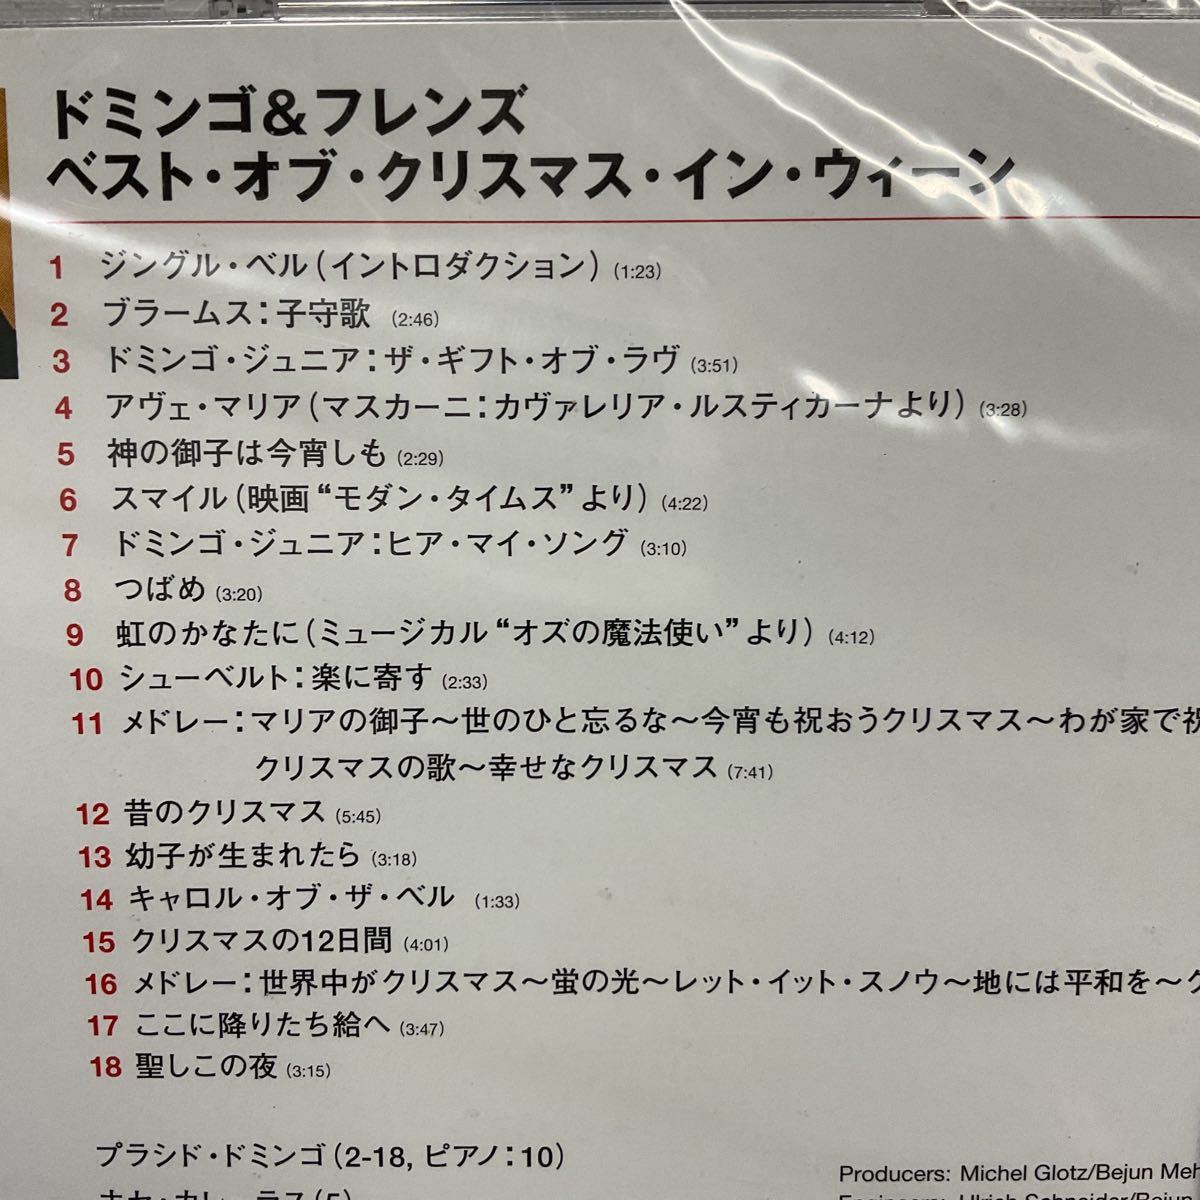 ドミンゴ&フレンズ
ベスト・オブ・クリスマス・イン・ウィーン
1 ジングル・ベル(イントロダクション) (1:23)
2 ブラームス:子守歌 (2:46)
3 ドミンゴ・ジュニア:ザ・ギフト・オブ・ラヴ (3:51)
4 アヴェ・マリア(マスカーニ:カヴァレリア・ルスティカーナより) (3:28)
5 神の御子は今宵しも (2:29)
6 スマイル(映画“モダン・タイムス”より) (4:22)
7 ドミンゴ・ジュニア:ヒア・マイ・ソング (3:10)
8 つばめ (3:20)
9 虹のかなたに(ミュージカル“オズの魔法使い”より) (4:12)
10 シューベルト:楽に寄す (2:33)
11 メドレー:マリアの御子〜世のひと忘るな〜今宵も祝おうクリスマス〜わが家で祝
クリスマスの歌〜幸せなクリスマス (7:41)
12 昔のクリスマス (5:45)
13 幼子が生まれたら (3:18)
14 キャロル・オブ・ザ・ベル (1:33)
15 クリスマスの12日間 (4:01)
16 メドレー:世界中がクリスマス〜蛍の光〜レット・イット・スノウ〜地には平和を〜ク
17 ここに降りたち給へ (3:47)
18 聖しこの夜 (3:15)
プラシド・ドミンゴ(2-18, ピアノ:10)
Producers: Michel Glotz/Bejun Meh